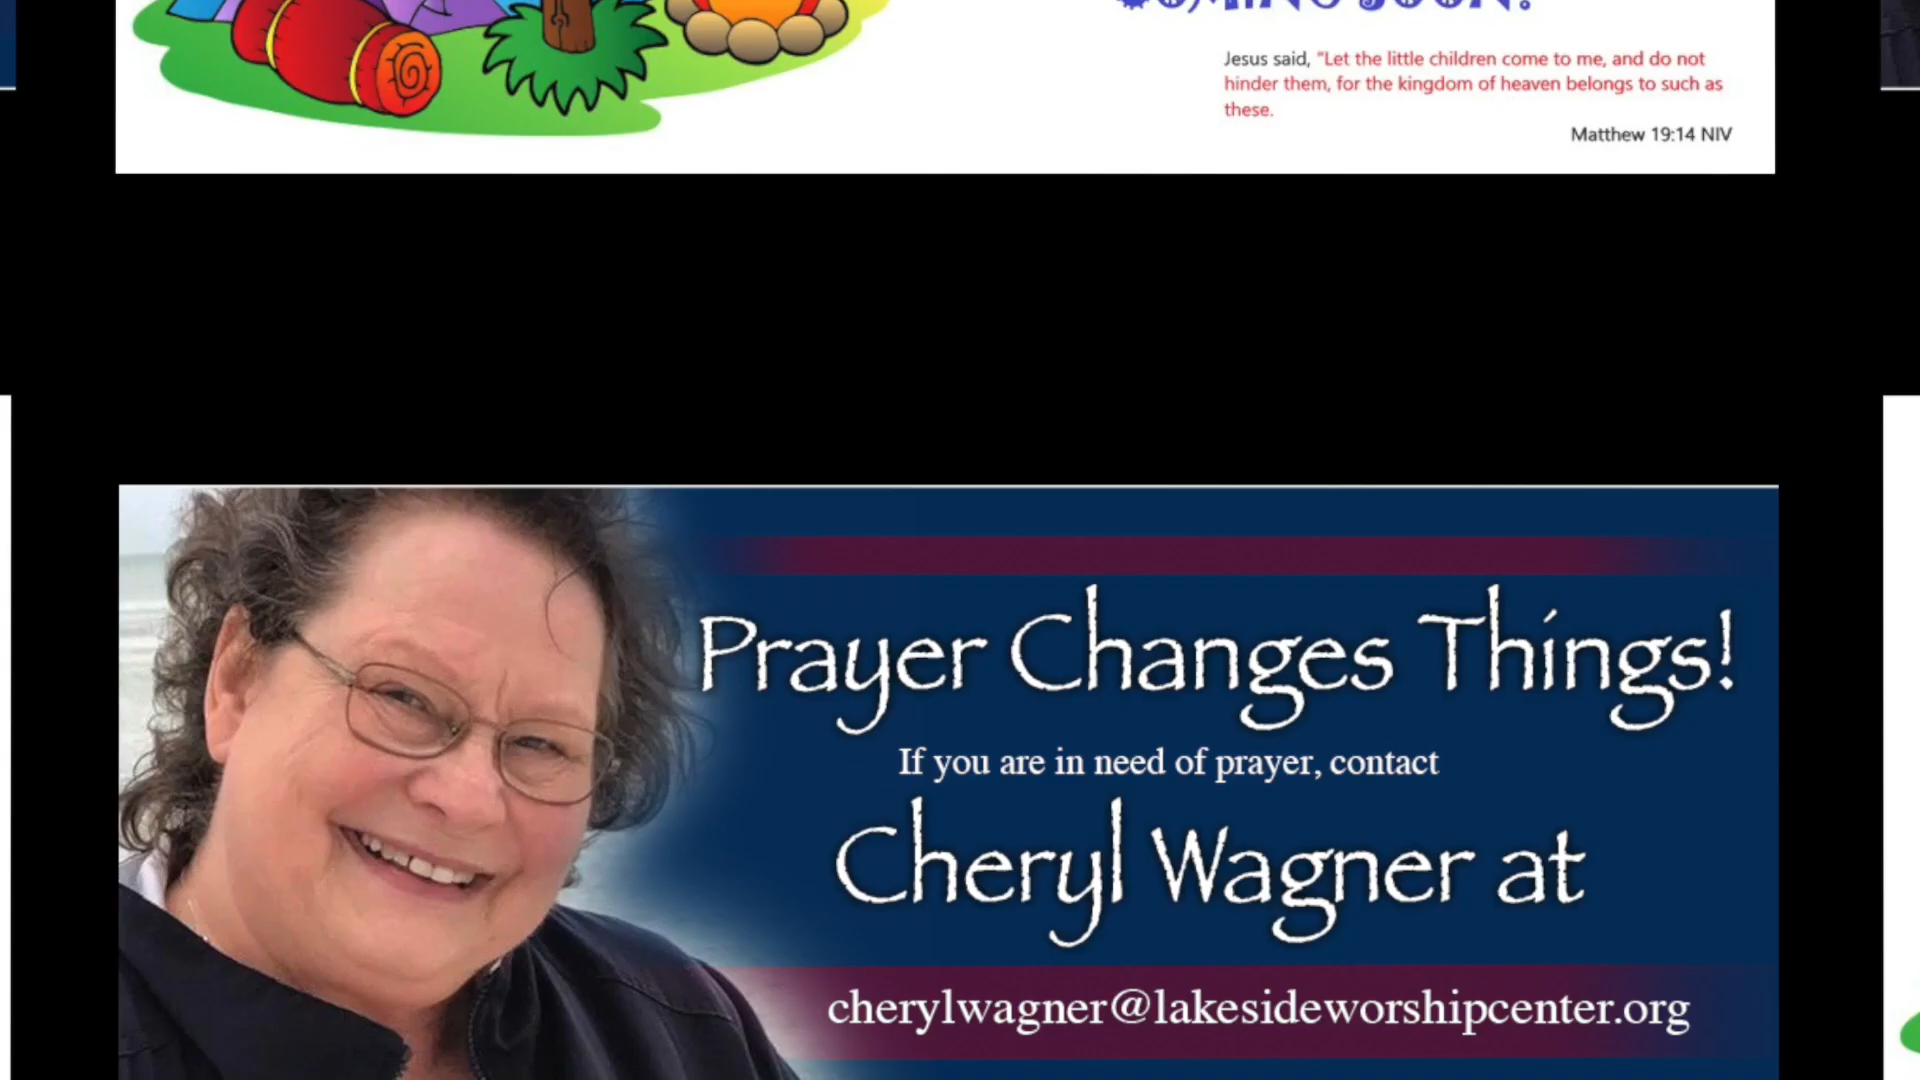 COMING SOON!
Jesus said, "Let the little children come to me, and do not
hinder them, for the kingdom of heaven belongs to such as
these.
Matthew 19:14 NIV
Prayer Changes Things!
If you are in need of prayer, contact
Cheryl Wagner at
cherylwagner@lakesideworshipcenter.org